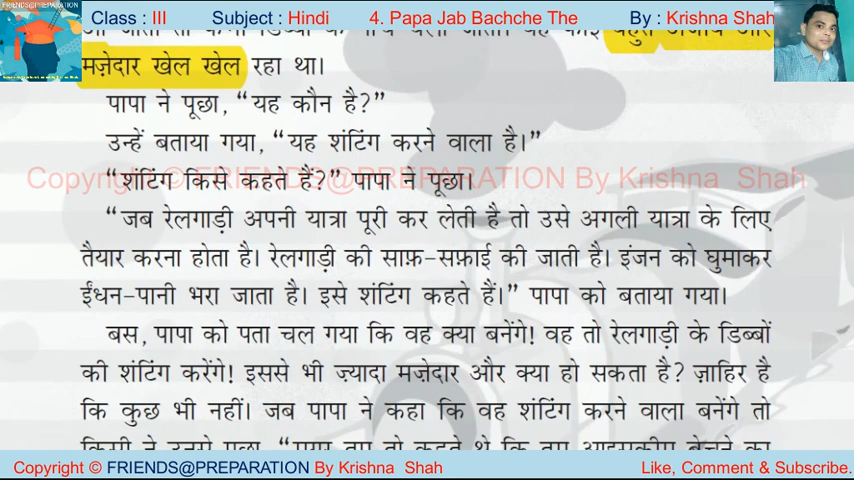 FRIENDS@PREPARATION
Class : III Subject : Hindi 4. Papa Jab Bachche The By : Krishna Shah
मज़ेदार खेल खेल रहा था।
पापा ने पूछा, “यह कौन है?”
उन्हें बताया गया, “यह शंटिंग करने वाला है।”
Copyright © FRIENDS@PREPARATION By Krishna Shah
“शंटिंग किसे कहते हैं?” पापा ने पूछा।
“जब रेलगाड़ी अपनी यात्रा पूरी कर लेती है तो उसे अगली यात्रा के लिए
तैयार करना होता है। रेलगाड़ी की साफ़-सफ़ाई की जाती है। इंजन को घुमाकर
ईंधन-पानी भरा जाता है। इसे शंटिंग कहते हैं।” पापा को बताया गया।
बस, पापा को पता चल गया कि वह क्या बनेंगे! वह तो रेलगाड़ी के डिब्बों
की शंटिंग करेंगे! इससे भी ज़्यादा मज़ेदार और क्या हो सकता है? ज़ाहिर है
कि कुछ भी नहीं। जब पापा ने कहा कि वह शंटिंग करने वाला बनेंगे तो
Copyright © FRIENDS@PREPARATION By Krishna Shah Like, Comment & Subscribe.